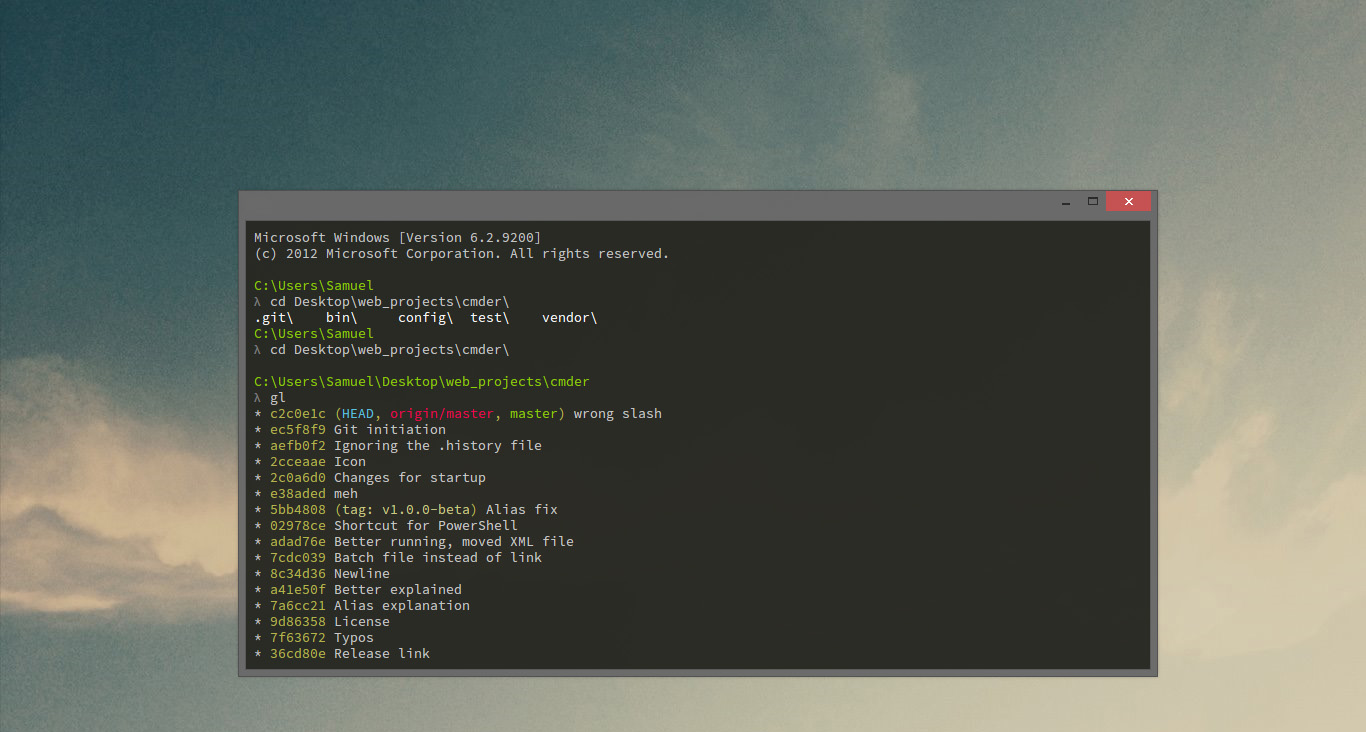 Microsoft Windows [Version 6.2.9200]
(c) 2012 Microsoft Corporation. All rights reserved.
C:\Users\Samuel
λ cd Desktop\web_projects\cmder\
.git\    bin\     config\  test\    vendor\
C:\Users\Samuel
λ cd Desktop\web_projects\cmder\
C:\Users\Samuel\Desktop\web_projects\cmder
λ gl
* c2c0e1c (HEAD, origin/master, master) wrong slash
* ec5f8f9 Git initiation
* aefb0f2 Ignoring the .history file
* 2cceaae Icon
* 2c0a6d0 Changes for startup
* e38aded meh
* 5bb4808 (tag: v1.0.0-beta) Alias fix
* 02978ce Shortcut for PowerShell
* adad76e Better running, moved XML file
* 7cdc039 Batch file instead of link
* 8c34d36 Newline
* a41e50f Better explained
* 7a6cc21 Alias explanation
* 9d86358 License
* 7f63672 Typos
* 36cd80e Release link